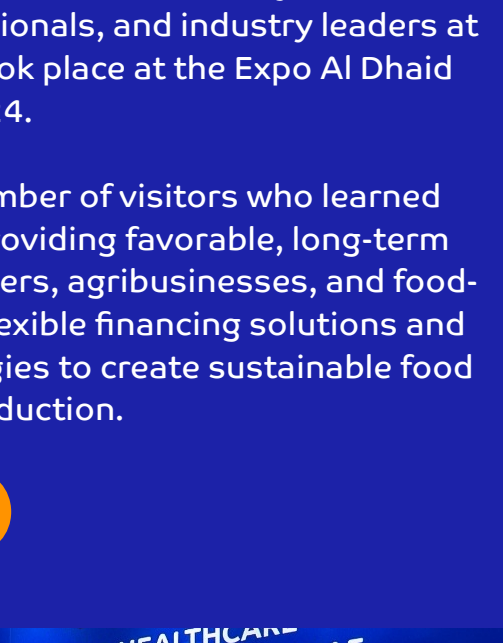 ionals, and industry leaders at
ok place at the Expo Al Dhaid
4.
mber of visitors who learned
oviding favorable, long-term
ers, agribusinesses, and food-
exible financing solutions and
gies to create sustainable food
duction.
HEALTHCARE